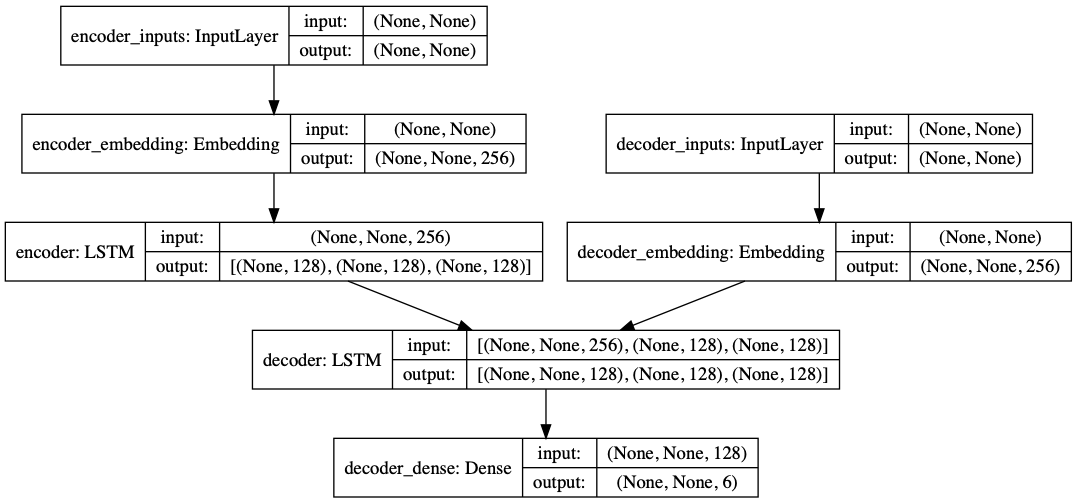 encoder_inputs: InputLayer
input: (None, None)
output: (None, None)
encoder_embedding: Embedding
input: (None, None)
output: (None, None, 256)
decoder_inputs: InputLayer
input: (None, None)
output: (None, None)
encoder: LSTM
input: (None, None, 256)
output: [(None, 128), (None, 128), (None, 128)]
decoder_embedding: Embedding
input: (None, None)
output: (None, None, 256)
decoder: LSTM
input: [(None, None, 256), (None, 128), (None, 128)]
output: [(None, None, 128), (None, 128), (None, 128)]
decoder_dense: Dense
input: (None, None, 128)
output: (None, None, 6)